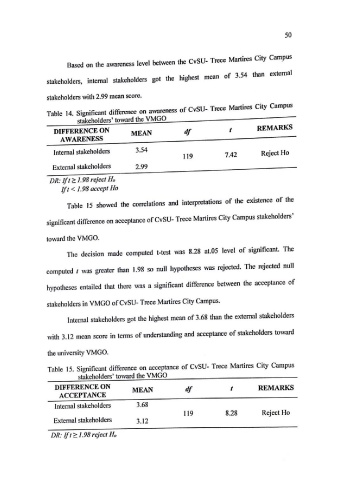 50
Based on the awareness level between the CvSU- Trece Martires City Campus
stakeholders, internal stakeholders got the highest mean of 3.54 than external
stakeholders with 2.99 mean score.
Table 14. Significant difference on awareness of CvSU- Trece Martires City Campus
stakeholders' toward the VMGO
DIFFERENCE ON AWARENESS MEAN df t REMARKS
Internal stakeholders 3.54
119 7.42 Reject Ho
External stakeholders 2.99
DR: If t ≥ 1.98 reject Ho
If t < 1.98 accept Ho
Table 15 showed the correlations and interpretations of the existence of the
significant difference on acceptance of CvSU- Trece Martires City Campus stakeholders'
toward the VMGO.
The decision made computed t-test was 8.28 at.05 level of significant. The
computed t was greater than 1.98 so null hypotheses was rejected. The rejected null
hypotheses entailed that there was a significant difference between the acceptance of
stakeholders in VMGO of CvSU- Trece Martires City Campus.
Internal stakeholders got the highest mean of 3.68 than the external stakeholders
with 3.12 mean score in terms of understanding and acceptance of stakeholders toward
the university VMGO.
Table 15. Significant difference on acceptance of CvSU- Trece Martires City Campus
stakeholders' toward the VMGO
DIFFERENCE ON ACCEPTANCE MEAN df t REMARKS
Internal stakeholders 3.68
119 8.28 Reject Ho
External stakeholders 3.12
DR: If t ≥ 1.98 reject Ho